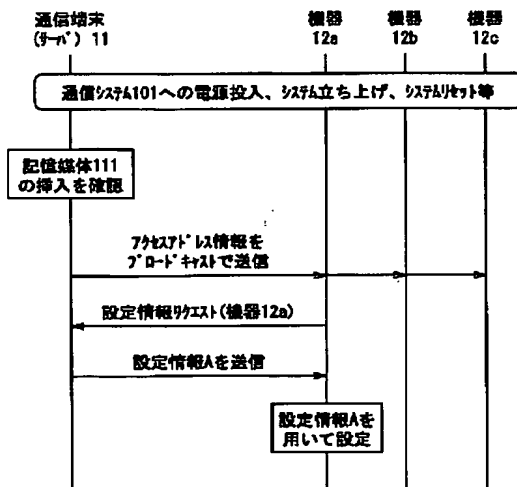 通信端末
(ｻｰﾊﾞ) 11
機器
12a
機器
12b
機器
12c
通信ｼｽﾃﾑ101への電源投入、ｼｽﾃﾑ立ち上げ、ｼｽﾃﾑﾘｾｯﾄ等
記憶媒体111
の挿入を確認
ｱｸｾｽｱﾄﾞﾚｽ情報を
ﾌﾞﾛｰﾄﾞｷｬｽﾄで送信
設定情報ﾘｸｴｽﾄ(機器12a)
設定情報Aを送信
設定情報Aを
用いて設定